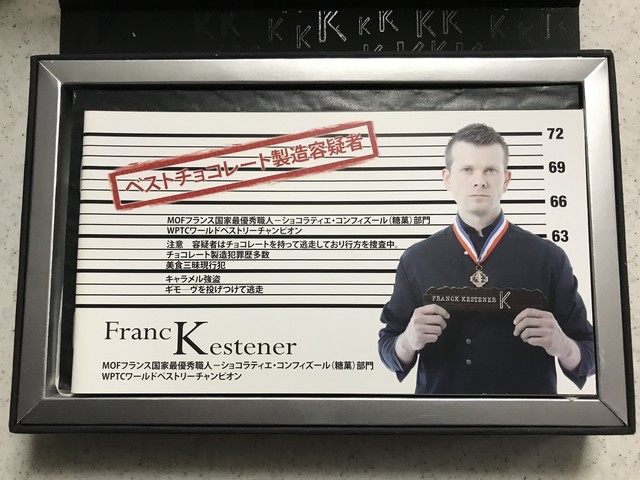 72
ベストチョコレート製造容疑者
69
66
MOFフランス国家最優秀職人－ショコラティエ・コンフィズール（糖菓）部門
WPTCワールドペストリーチャンピオン
63
注意　容疑者はチョコレートを持って逃走しており行方を捜査中。
チョコレート製造犯罪歴多数
美食三昧現行犯
キャラメル強盗
ギモーヴを投げつけて逃走
FRANCK KESTENER K
Franc Kestener
MOFフランス国家最優秀職人－ショコラティエ・コンフィズール（糖菓）部門
WPTCワールドペストリーチャンピオン